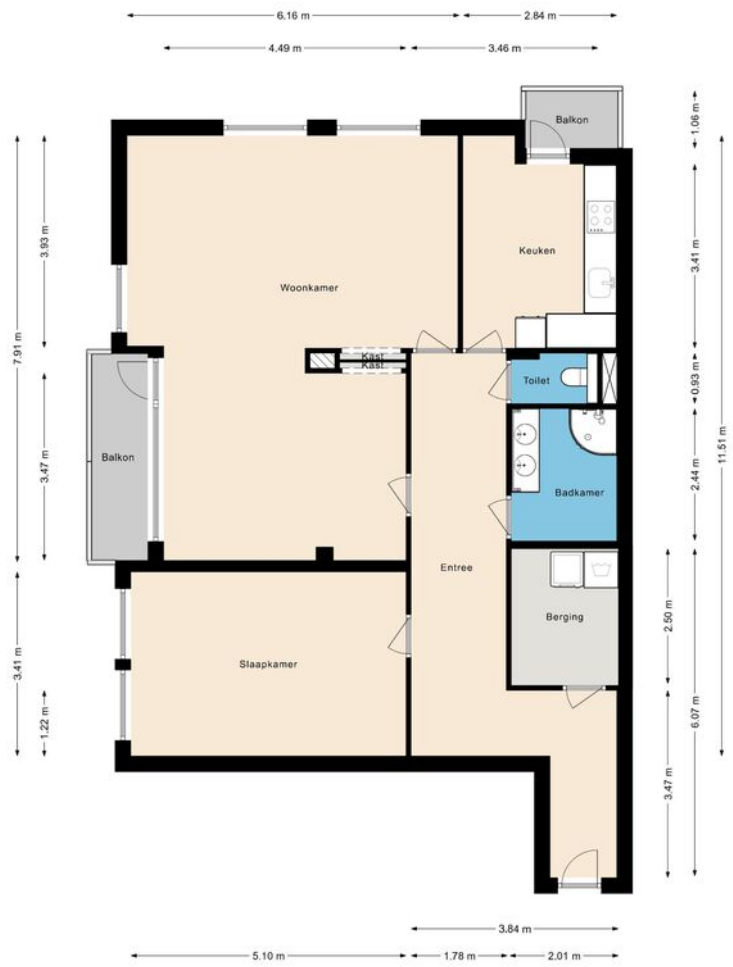 6.16 m
2.84 m
4.49 m
3.46 m
Balkon
1.06 m
3.93 m
Keuken
3.41 m
Woonkamer
7.91 m
Kast
Kast
Toilet
0.93 m
Balkon
3.47 m
11.51 m
2.44 m
Badkamer
Entree
Berging
2.50 m
Slaapkamer
3.41 m
1.22 m
6.07 m
3.47 m
3.84 m
5.10 m
1.78 m
2.01 m